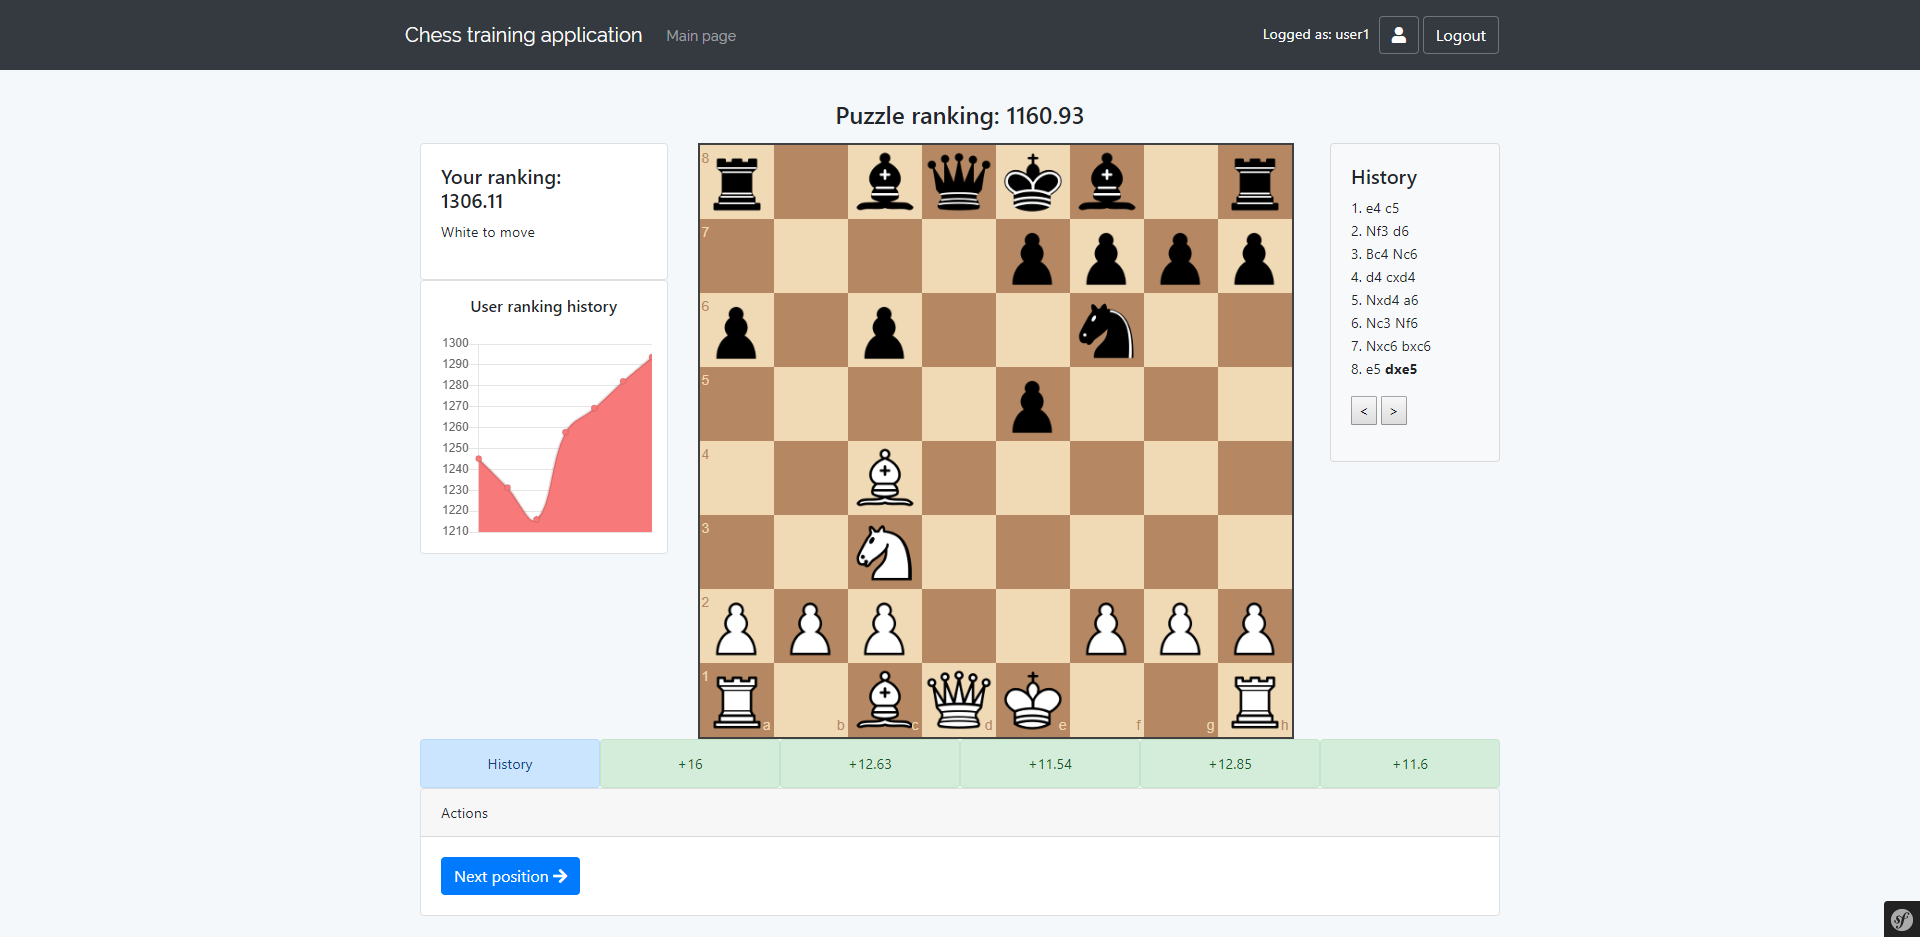 Chess training application Main page Logged as: user1 Logout
Puzzle ranking: 1160.93
Your ranking:
1306.11
White to move
User ranking history
1300
1290
1280
1270
1260
1250
1240
1230
1220
1210
8
7
6
5
4
3
2
1
a b c d e f g h
History
1. e4 c5
2. Nf3 d6
3. Bc4 Nc6
4. d4 cxd4
5. Nxd4 a6
6. Nc3 Nf6
7. Nxc6 bxc6
8. e5 dxe5
< >
History +16 +12.63 +11.54 +12.85 +11.6
Actions
Next position
sf